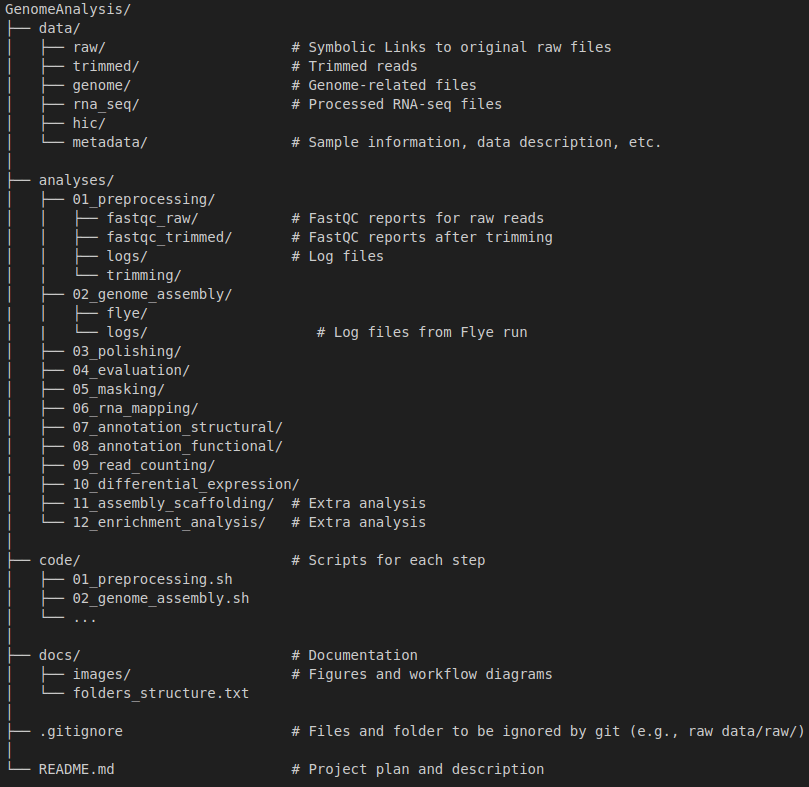 GenomeAnalysis/
├── data/
│   ├── raw/                      # Symbolic Links to original raw files
│   ├── trimmed/                  # Trimmed reads
│   ├── genome/                   # Genome-related files
│   ├── rna_seq/                  # Processed RNA-seq files
│   ├── hic/
│   └── metadata/                 # Sample information, data description, etc.
│
├── analyses/
│   ├── 01_preprocessing/
│   │   ├── fastqc_raw/           # FastQC reports for raw reads
│   │   ├── fastqc_trimmed/       # FastQC reports after trimming
│   │   ├── logs/                 # Log files
│   │   └── trimming/
│   ├── 02_genome_assembly/
│   │   ├── flye/
│   │   └── logs/                    # Log files from Flye run
│   ├── 03_polishing/
│   ├── 04_evaluation/
│   ├── 05_masking/
│   ├── 06_rna_mapping/
│   ├── 07_annotation_structural/
│   ├── 08_annotation_functional/
│   ├── 09_read_counting/
│   ├── 10_differential_expression/
│   ├── 11_assembly_scaffolding/  # Extra analysis
│   └── 12_enrichment_analysis/   # Extra analysis
│
├── code/                         # Scripts for each step
│   ├── 01_preprocessing.sh
│   ├── 02_genome_assembly.sh
│   └── ...
│
├── docs/                         # Documentation
│   ├── images/                   # Figures and workflow diagrams
│   └── folders_structure.txt
│
├── .gitignore                    # Files and folder to be ignored by git (e.g., raw data/raw/)
│
└── README.md                     # Project plan and description